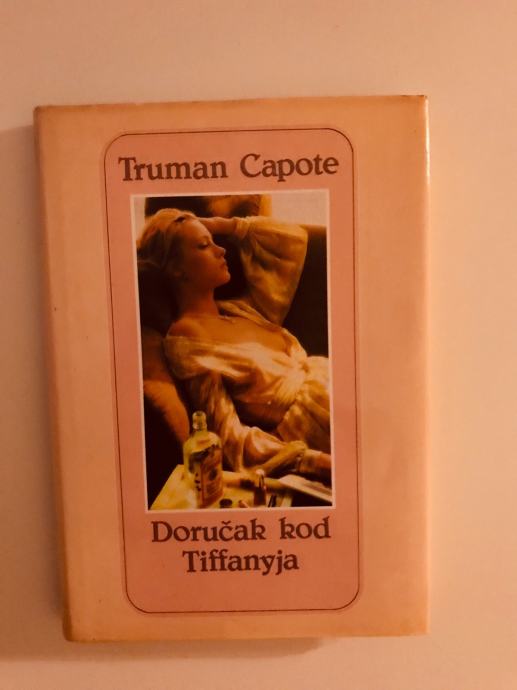 Truman Capote
Doručak kod
Tiffanyja